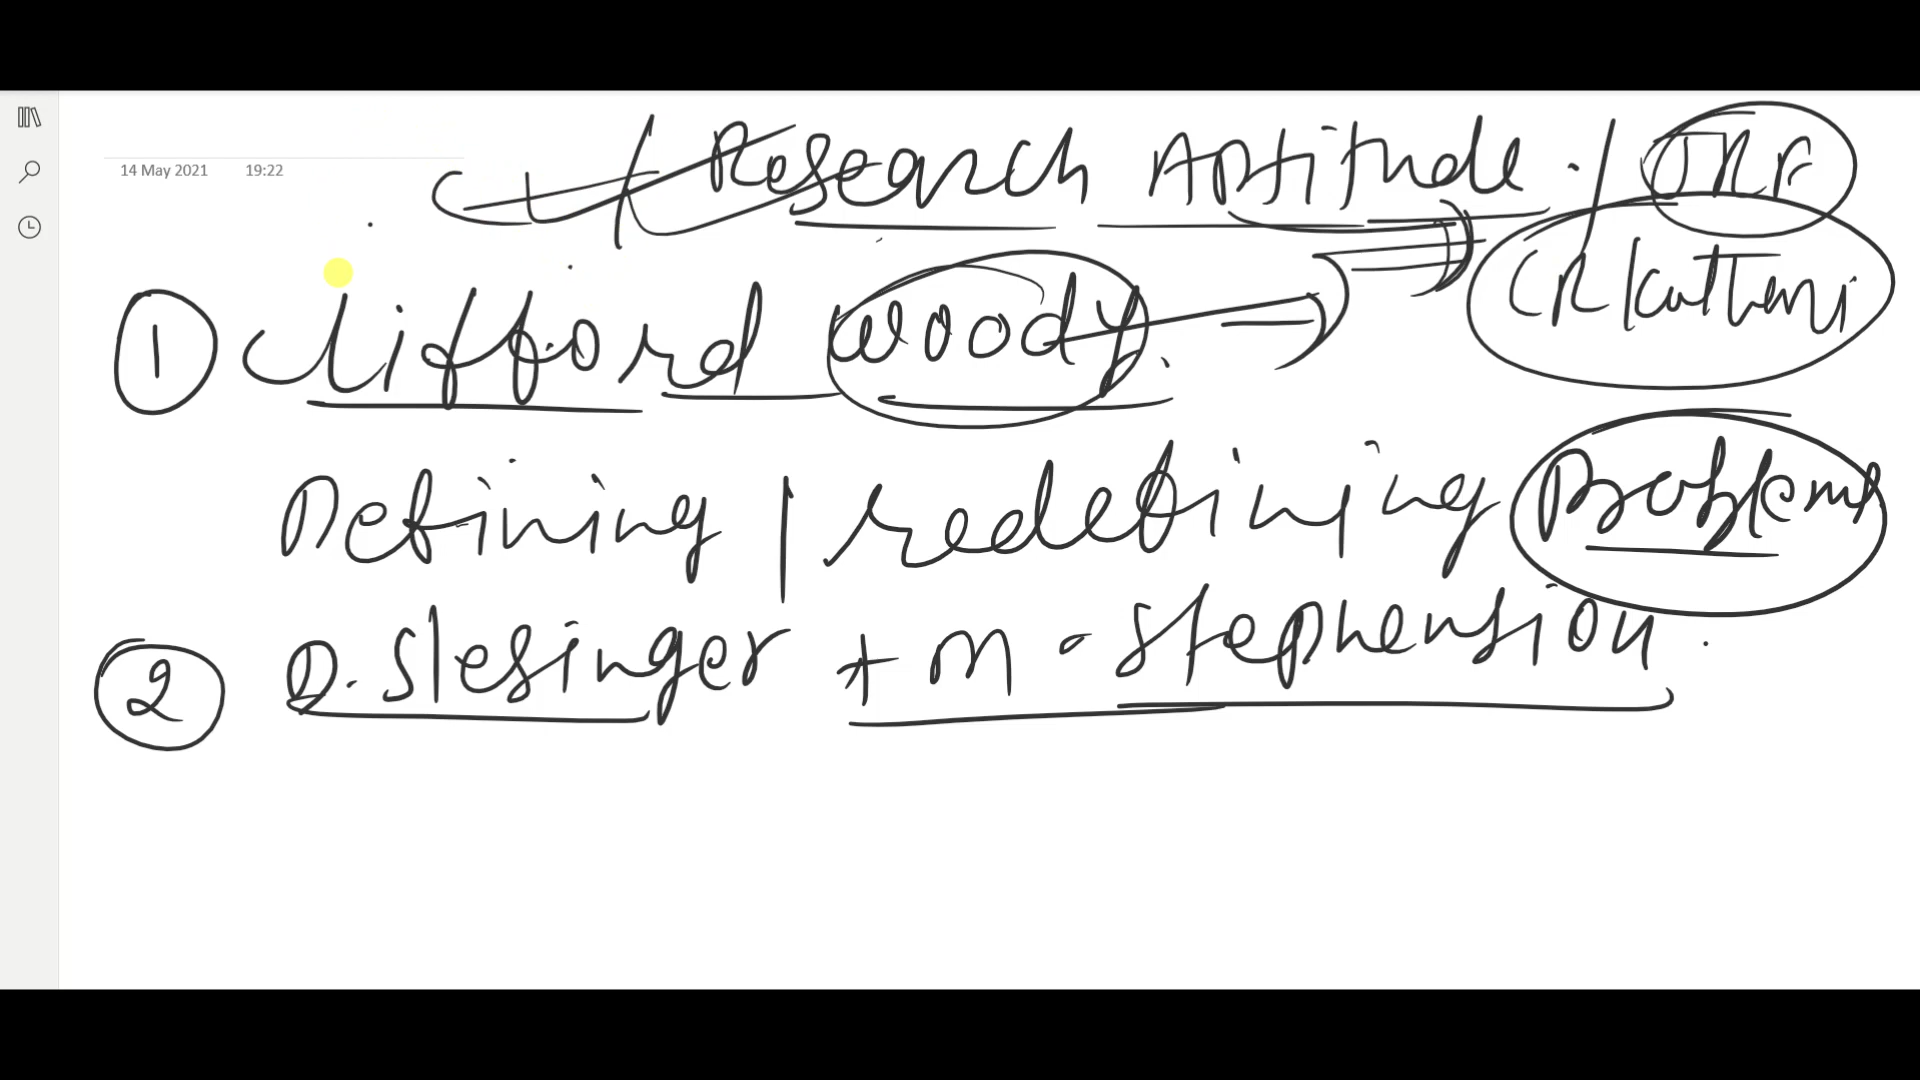 14 May 2021 19:22
Research Aptitude . / JRF
① Clifford Woody. → CR Kothari
Defining / redefining Problems
② D. Slesinger + M. Stephension.